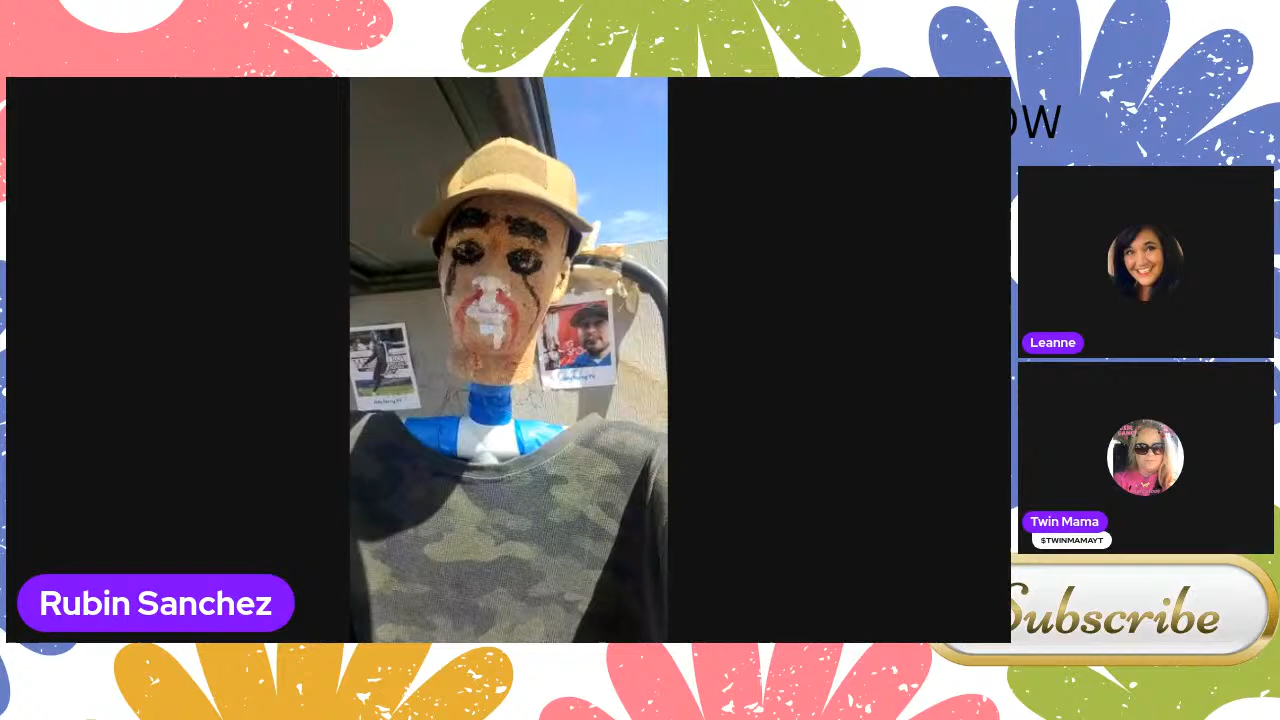 OW
Leanne
Twin Mama
$TWINMAMAYT
Rubin Sanchez
Subscribe